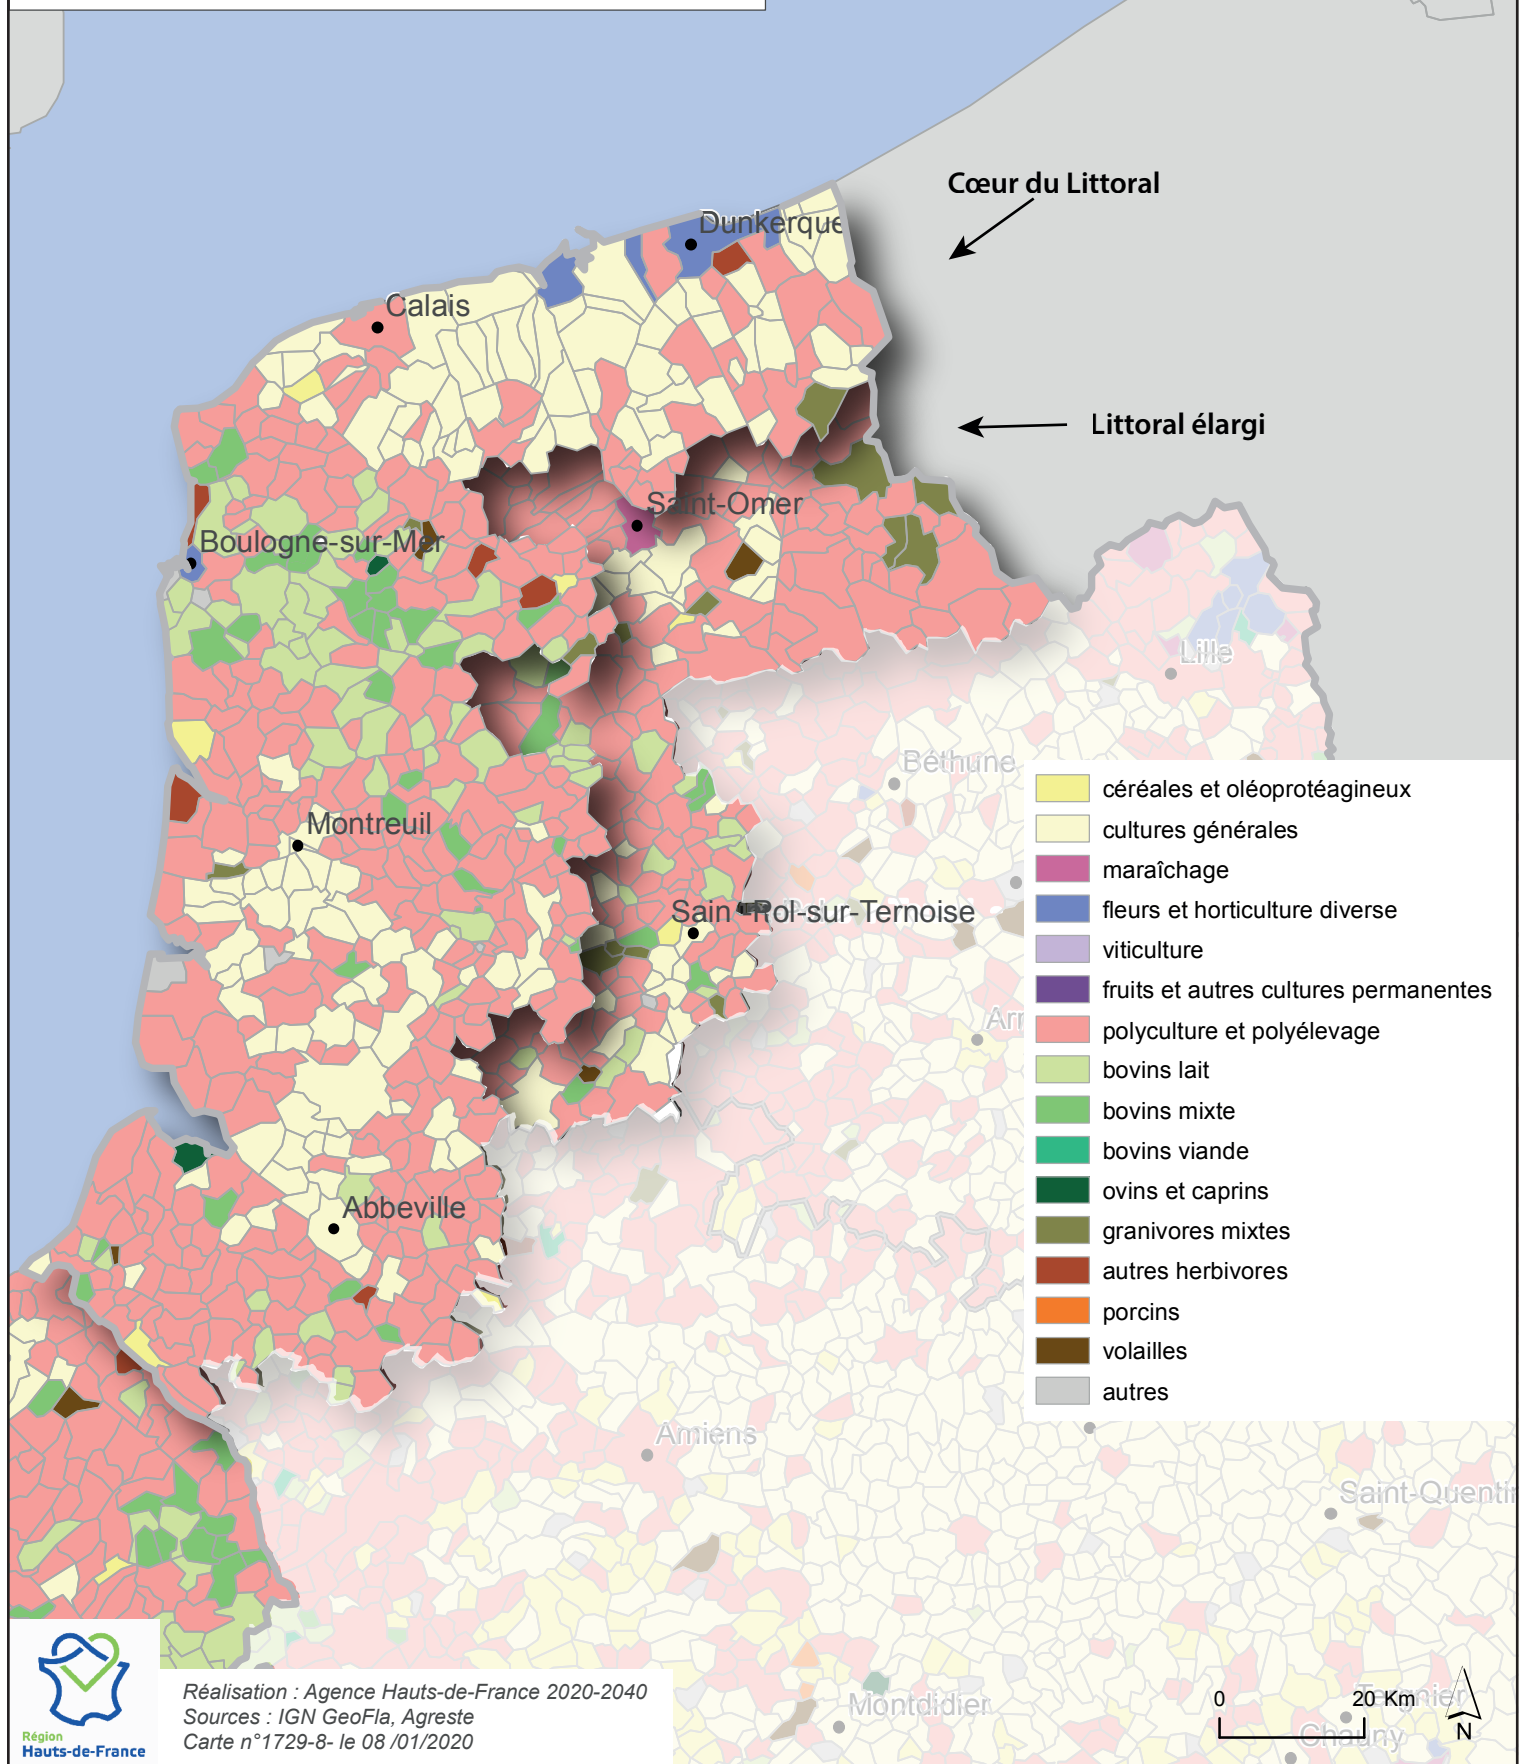 Cœur du Littoral
Dunkerque
Calais
Littoral élargi
Saint-Omer
Boulogne-sur-Mer
Lille
Béthune
céréales et oléoprotéagineux
cultures générales
Montreuil
maraîchage
Sain -Rol-sur-Ternoise
fleurs et horticulture diverse
viticulture
fruits et autres cultures permanentes
Arr
polyculture et polyélevage
bovins lait
bovins mixte
bovins viande
ovins et caprins
Abbeville
granivores mixtes
autres herbivores
porcins
volailles
autres
Amiens
Saint-Quentin
Région
Hauts-de-France
Réalisation : Agence Hauts-de-France 2020-2040
Sources : IGN GeoFla, Agreste
Carte n°1729-8- le 08 /01/2020
Montdidier
0 20 Km
Tergnier
Chauny
N